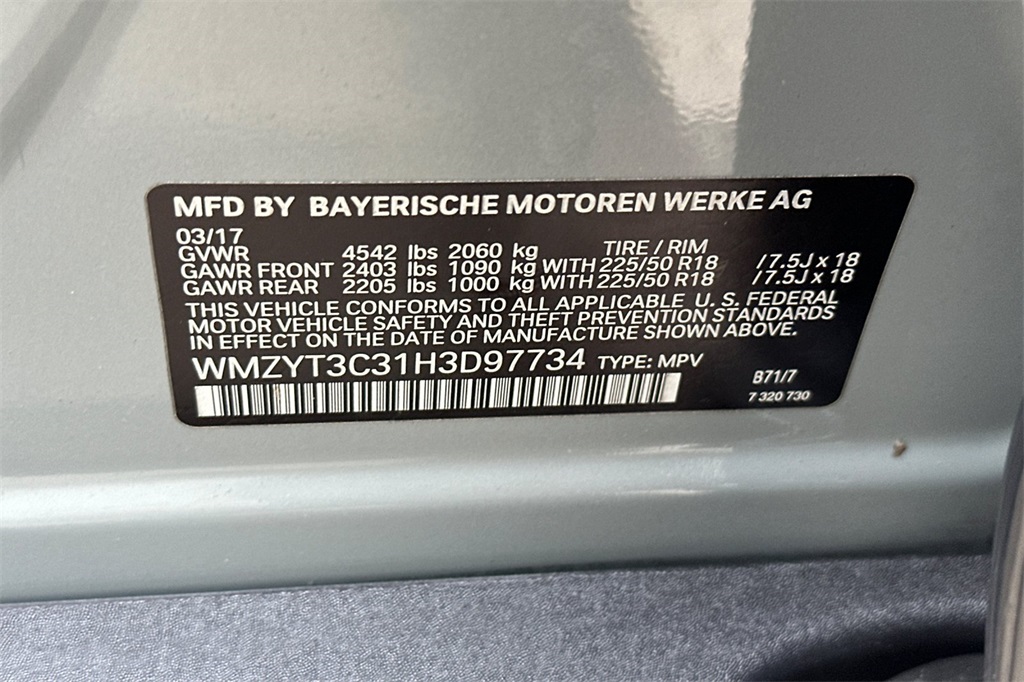 MFD BY BAYERISCHE MOTOREN WERKE AG
03/17
GVWR 4542 lbs 2060 kg TIRE / RIM
GAWR FRONT 2403 lbs 1090 kg WITH 225/50 R18 /7.5J x 18
GAWR REAR 2205 lbs 1000 kg WITH 225/50 R18 /7.5J x 18
THIS VEHICLE CONFORMS TO ALL APPLICABLE U. S. FEDERAL
MOTOR VEHICLE SAFETY AND THEFT PREVENTION STANDARDS
IN EFFECT ON THE DATE OF MANUFACTURE SHOWN ABOVE.
WMZYT3C31H3D97734 TYPE: MPV
B71/7
7 320 730